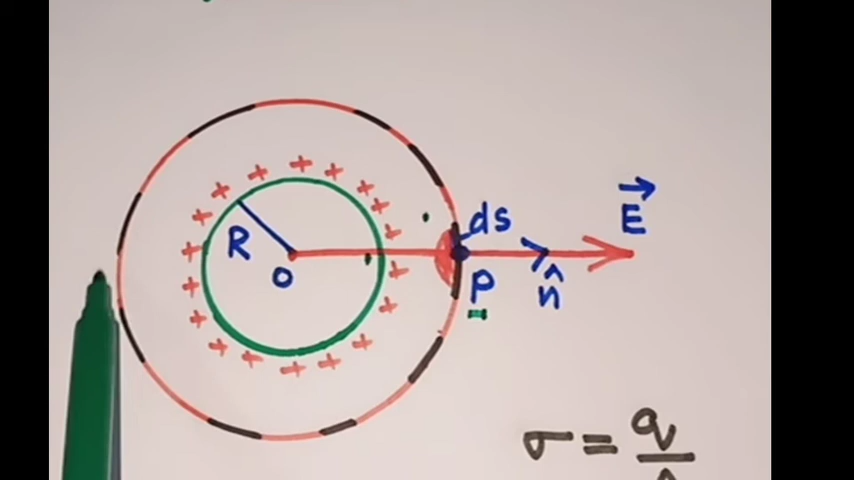 + + + + + + + + + + + + + + + + + + +
E
ds
R
O
P
n̂
σ = q